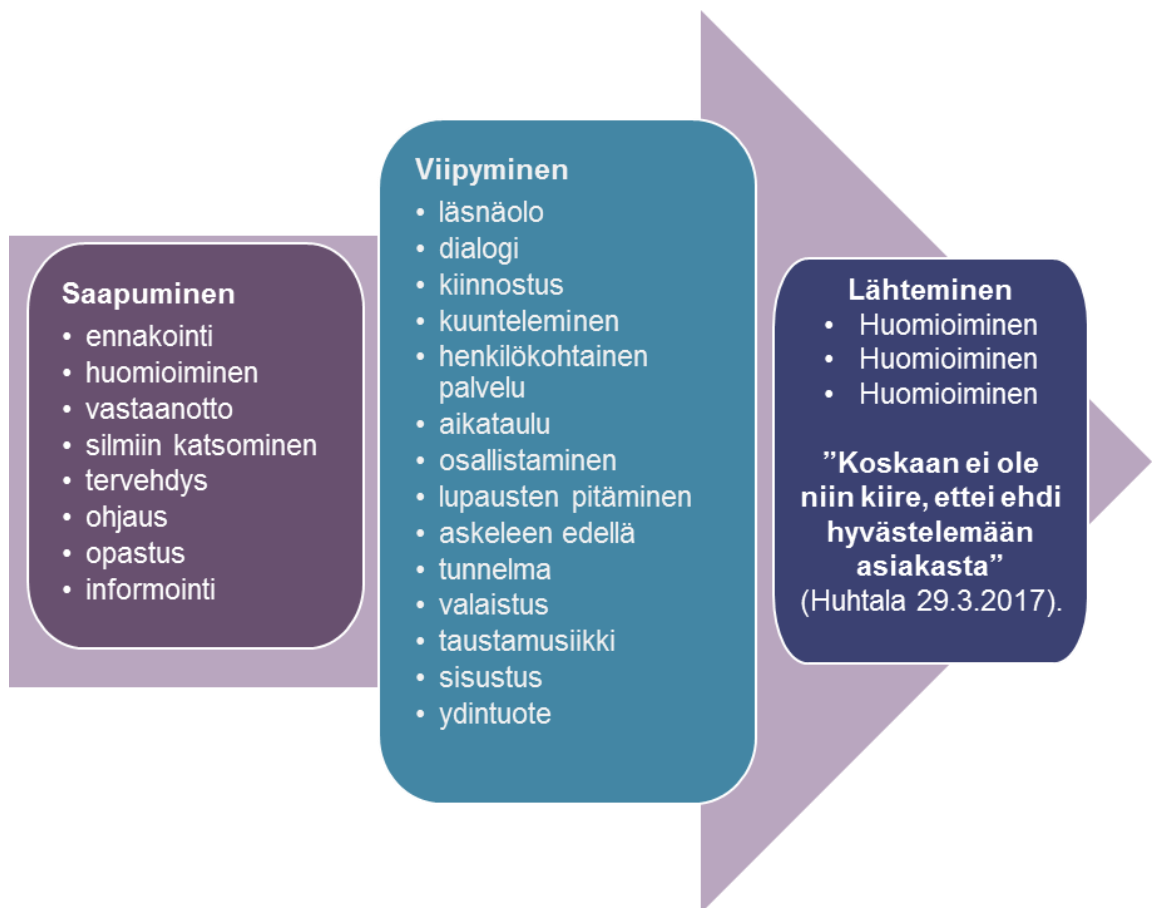 Saapuminen
• ennakointi
• huomioiminen
• vastaanotto
• silmiin katsominen
• tervehdys
• ohjaus
• opastus
• informointi
Viipyminen
• läsnäolo
• dialogi
• kiinnostus
• kuunteleminen
• henkilökohtainen
palvelu
• aikataulu
• osallistaminen
• lupausten pitäminen
• askeleen edellä
• tunnelma
• valaistus
• taustamusiikki
• sisustus
• ydintuote
Lähteminen
• Huomioiminen
• Huomioiminen
• Huomioiminen
”Koskaan ei ole
niin kiire, ettei ehdi
hyvästelemään
asiakasta”
(Huhtala 29.3.2017).